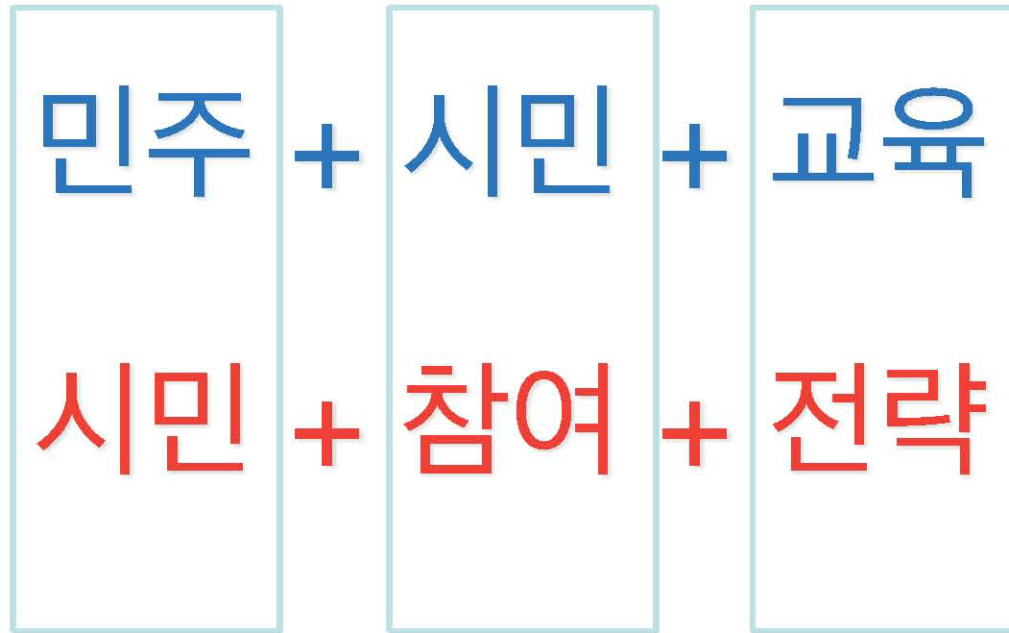 민주 + 시민 + 교육
시민 + 참여 + 전략